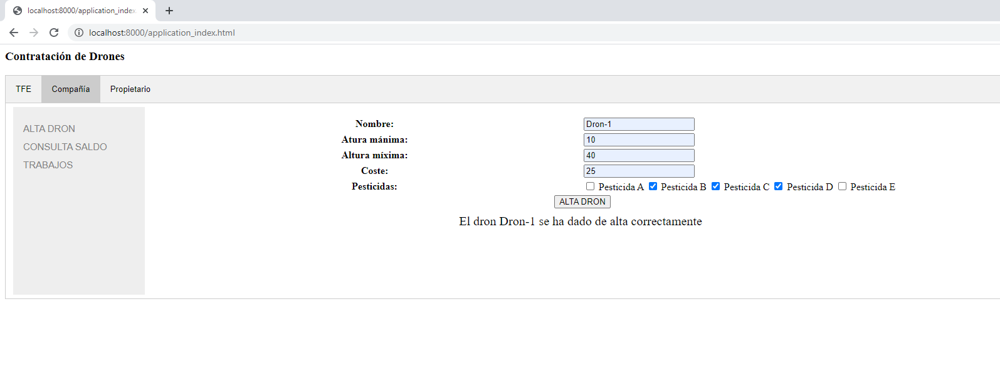 localhost:8000/application_index
localhost:8000/application_index.html
Contratación de Drones
TFE Compañía Propietario
ALTA DRON
CONSULTA SALDO
TRABAJOS
Nombre: Dron-1
Atura mánima: 10
Altura míxima: 40
Coste: 25
Pesticidas: Pesticida A Pesticida B Pesticida C Pesticida D Pesticida E
ALTA DRON
El dron Dron-1 se ha dado de alta correctamente